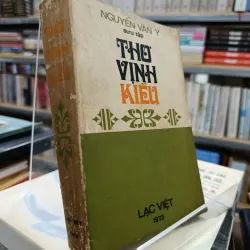 NGUYỄN VĂN Y
SƯU TẬP
THƠ
VỊNH
KIỀU
LẠC VIỆT
1973